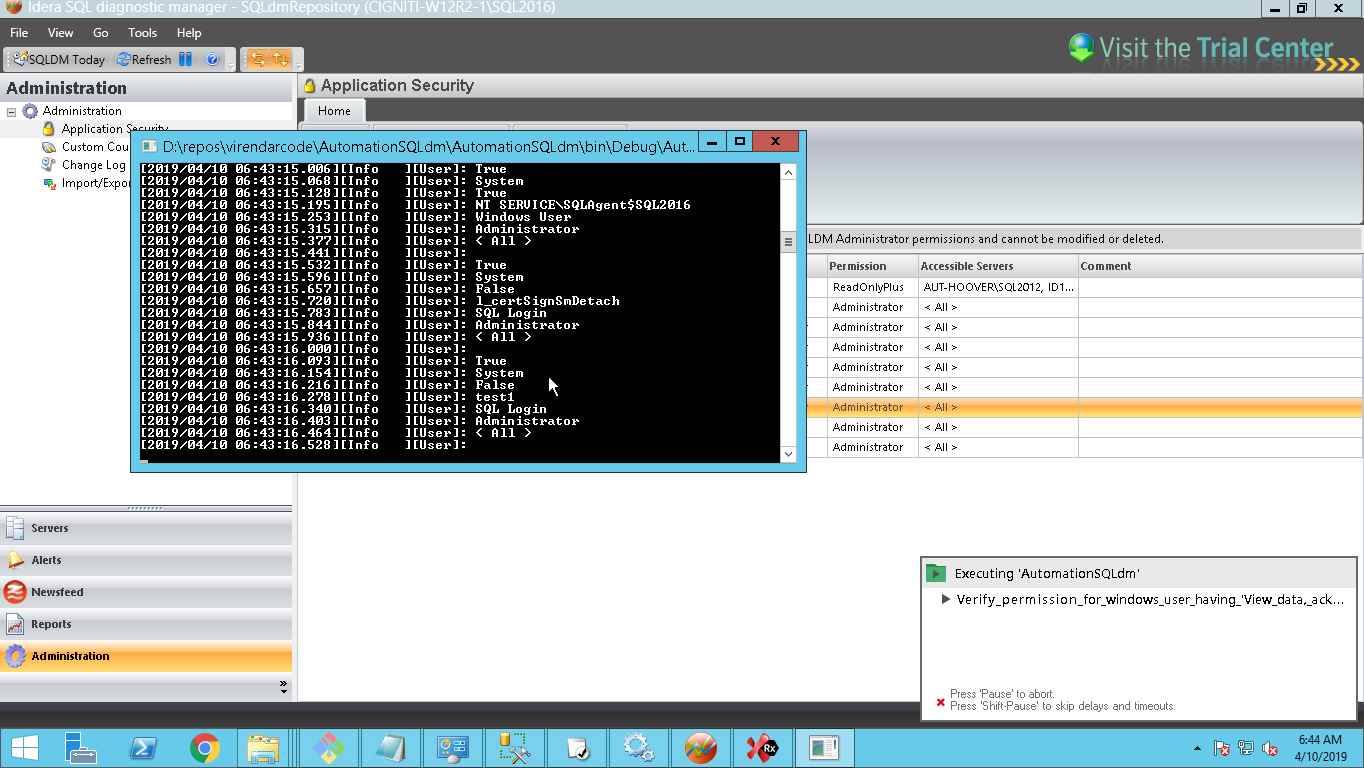 Idera SQL diagnostic manager - SQLdmRepository (CIGNITI-W12R2-1\SQL2016)
File View Go Tools Help
SQLDM Today Refresh
Visit the Trial Center
Administration
Application Security
Administration
Home
Application Security
Custom Cou
Change Log
Import/Expor
D:\repos\virendarcode\AutomationSQLdm\AutomationSQLdm\bin\Debug\Aut...
[2019/04/10 06:43:15.006][Info ][User]: True
[2019/04/10 06:43:15.068][Info ][User]: System
[2019/04/10 06:43:15.128][Info ][User]: True
[2019/04/10 06:43:15.195][Info ][User]: NT SERVICE\SQLAgent$SQL2016
[2019/04/10 06:43:15.253][Info ][User]: Windows User
[2019/04/10 06:43:15.315][Info ][User]: Administrator
[2019/04/10 06:43:15.377][Info ][User]: < All >
[2019/04/10 06:43:15.441][Info ][User]:
[2019/04/10 06:43:15.532][Info ][User]: True
[2019/04/10 06:43:15.596][Info ][User]: System
[2019/04/10 06:43:15.657][Info ][User]: False
[2019/04/10 06:43:15.720][Info ][User]: l_certSignSmDetach
[2019/04/10 06:43:15.783][Info ][User]: SQL Login
[2019/04/10 06:43:15.844][Info ][User]: Administrator
[2019/04/10 06:43:15.936][Info ][User]: < All >
[2019/04/10 06:43:16.000][Info ][User]:
[2019/04/10 06:43:16.093][Info ][User]: True
[2019/04/10 06:43:16.154][Info ][User]: System
[2019/04/10 06:43:16.216][Info ][User]: False
[2019/04/10 06:43:16.278][Info ][User]: test1
[2019/04/10 06:43:16.340][Info ][User]: SQL Login
[2019/04/10 06:43:16.403][Info ][User]: Administrator
[2019/04/10 06:43:16.464][Info ][User]: < All >
[2019/04/10 06:43:16.528][Info ][User]:
LDM Administrator permissions and cannot be modified or deleted.
Permission Accessible Servers Comment
ReadOnlyPlus AUT-HOOVER\SQL2012, ID1...
Administrator < All >
Administrator < All >
Administrator < All >
Administrator < All >
Administrator < All >
Administrator < All >
Administrator < All >
Administrator < All >
Servers
Alerts
Newsfeed
Reports
Administration
Executing 'AutomationSQLdm'
Verify_permission_for_windows_user_having_'View_data,_ack...
Press 'Pause' to abort.
Press 'Shift-Pause' to skip delays and timeouts.
Rx
6:44 AM
4/10/2019